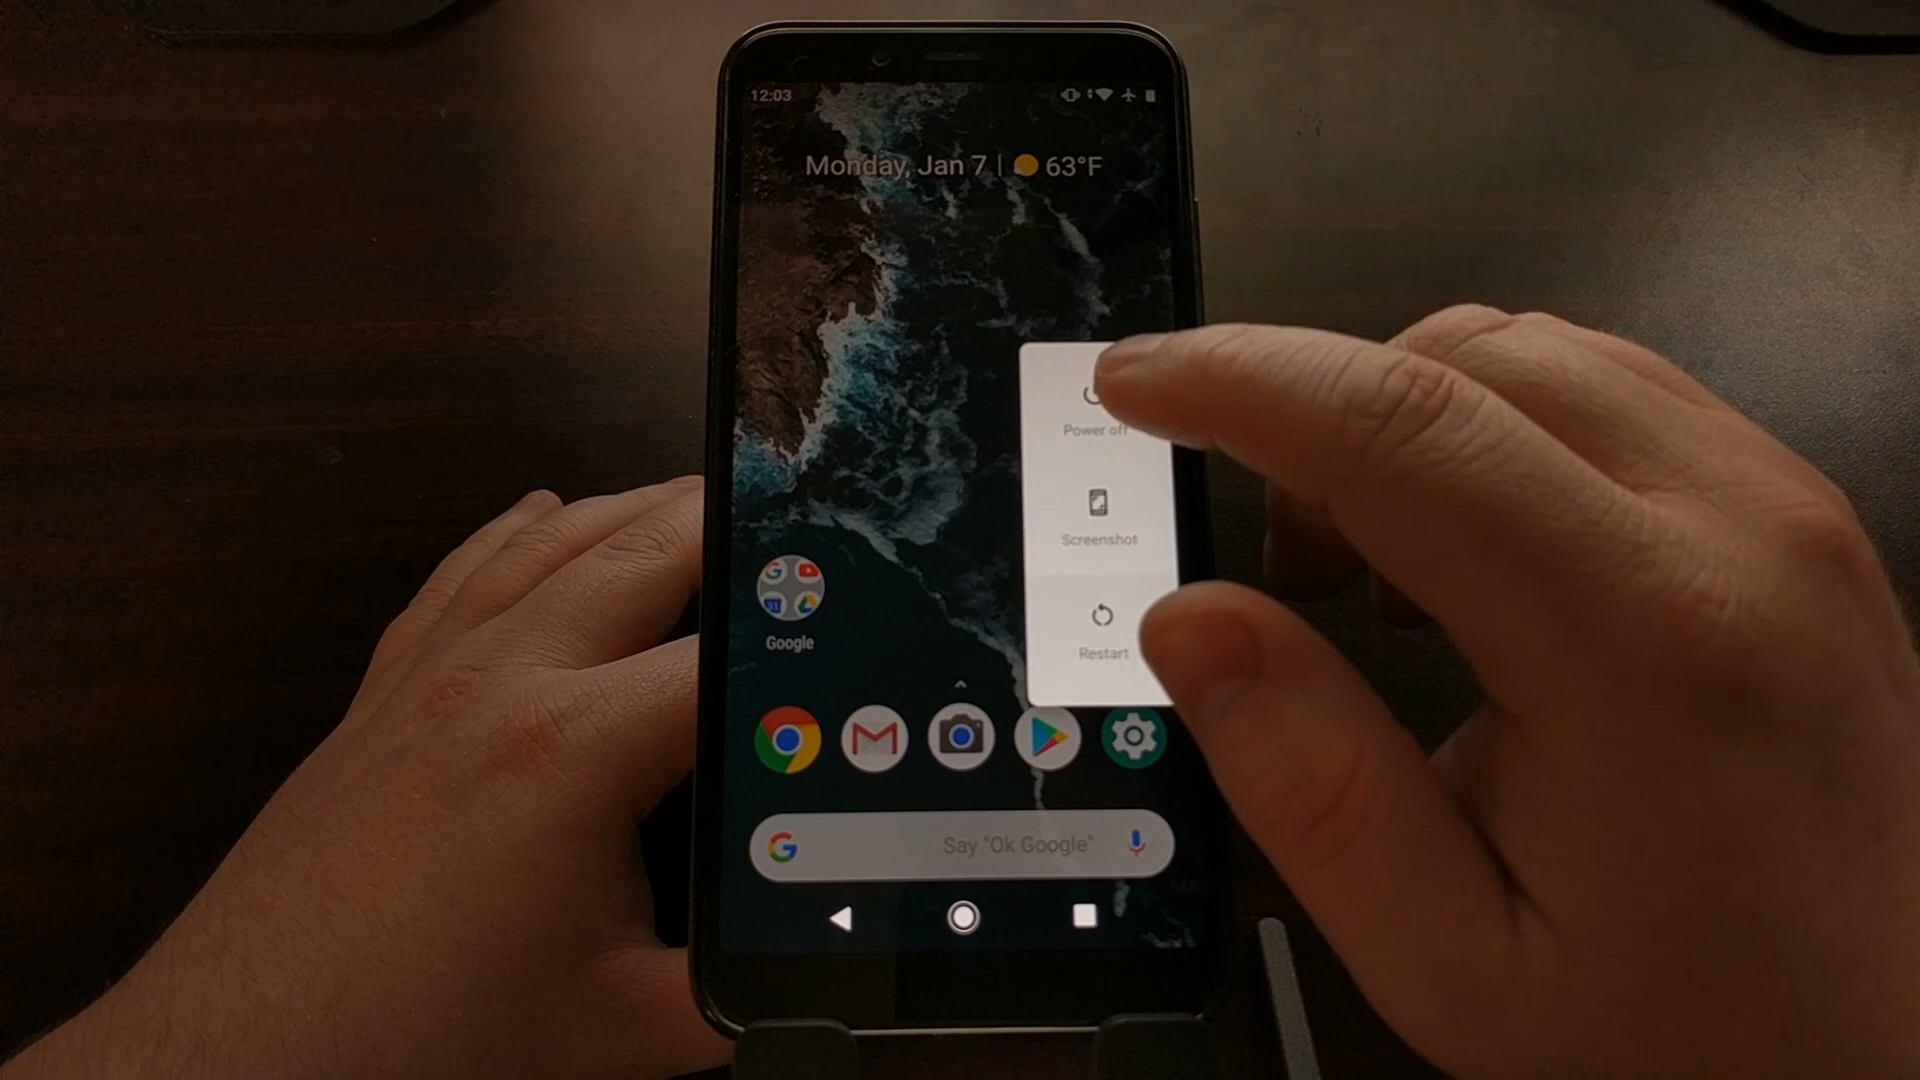 12:03
Monday, Jan 7 | 63°F
Power off
Screenshot
Restart
Google
Say "Ok Google"